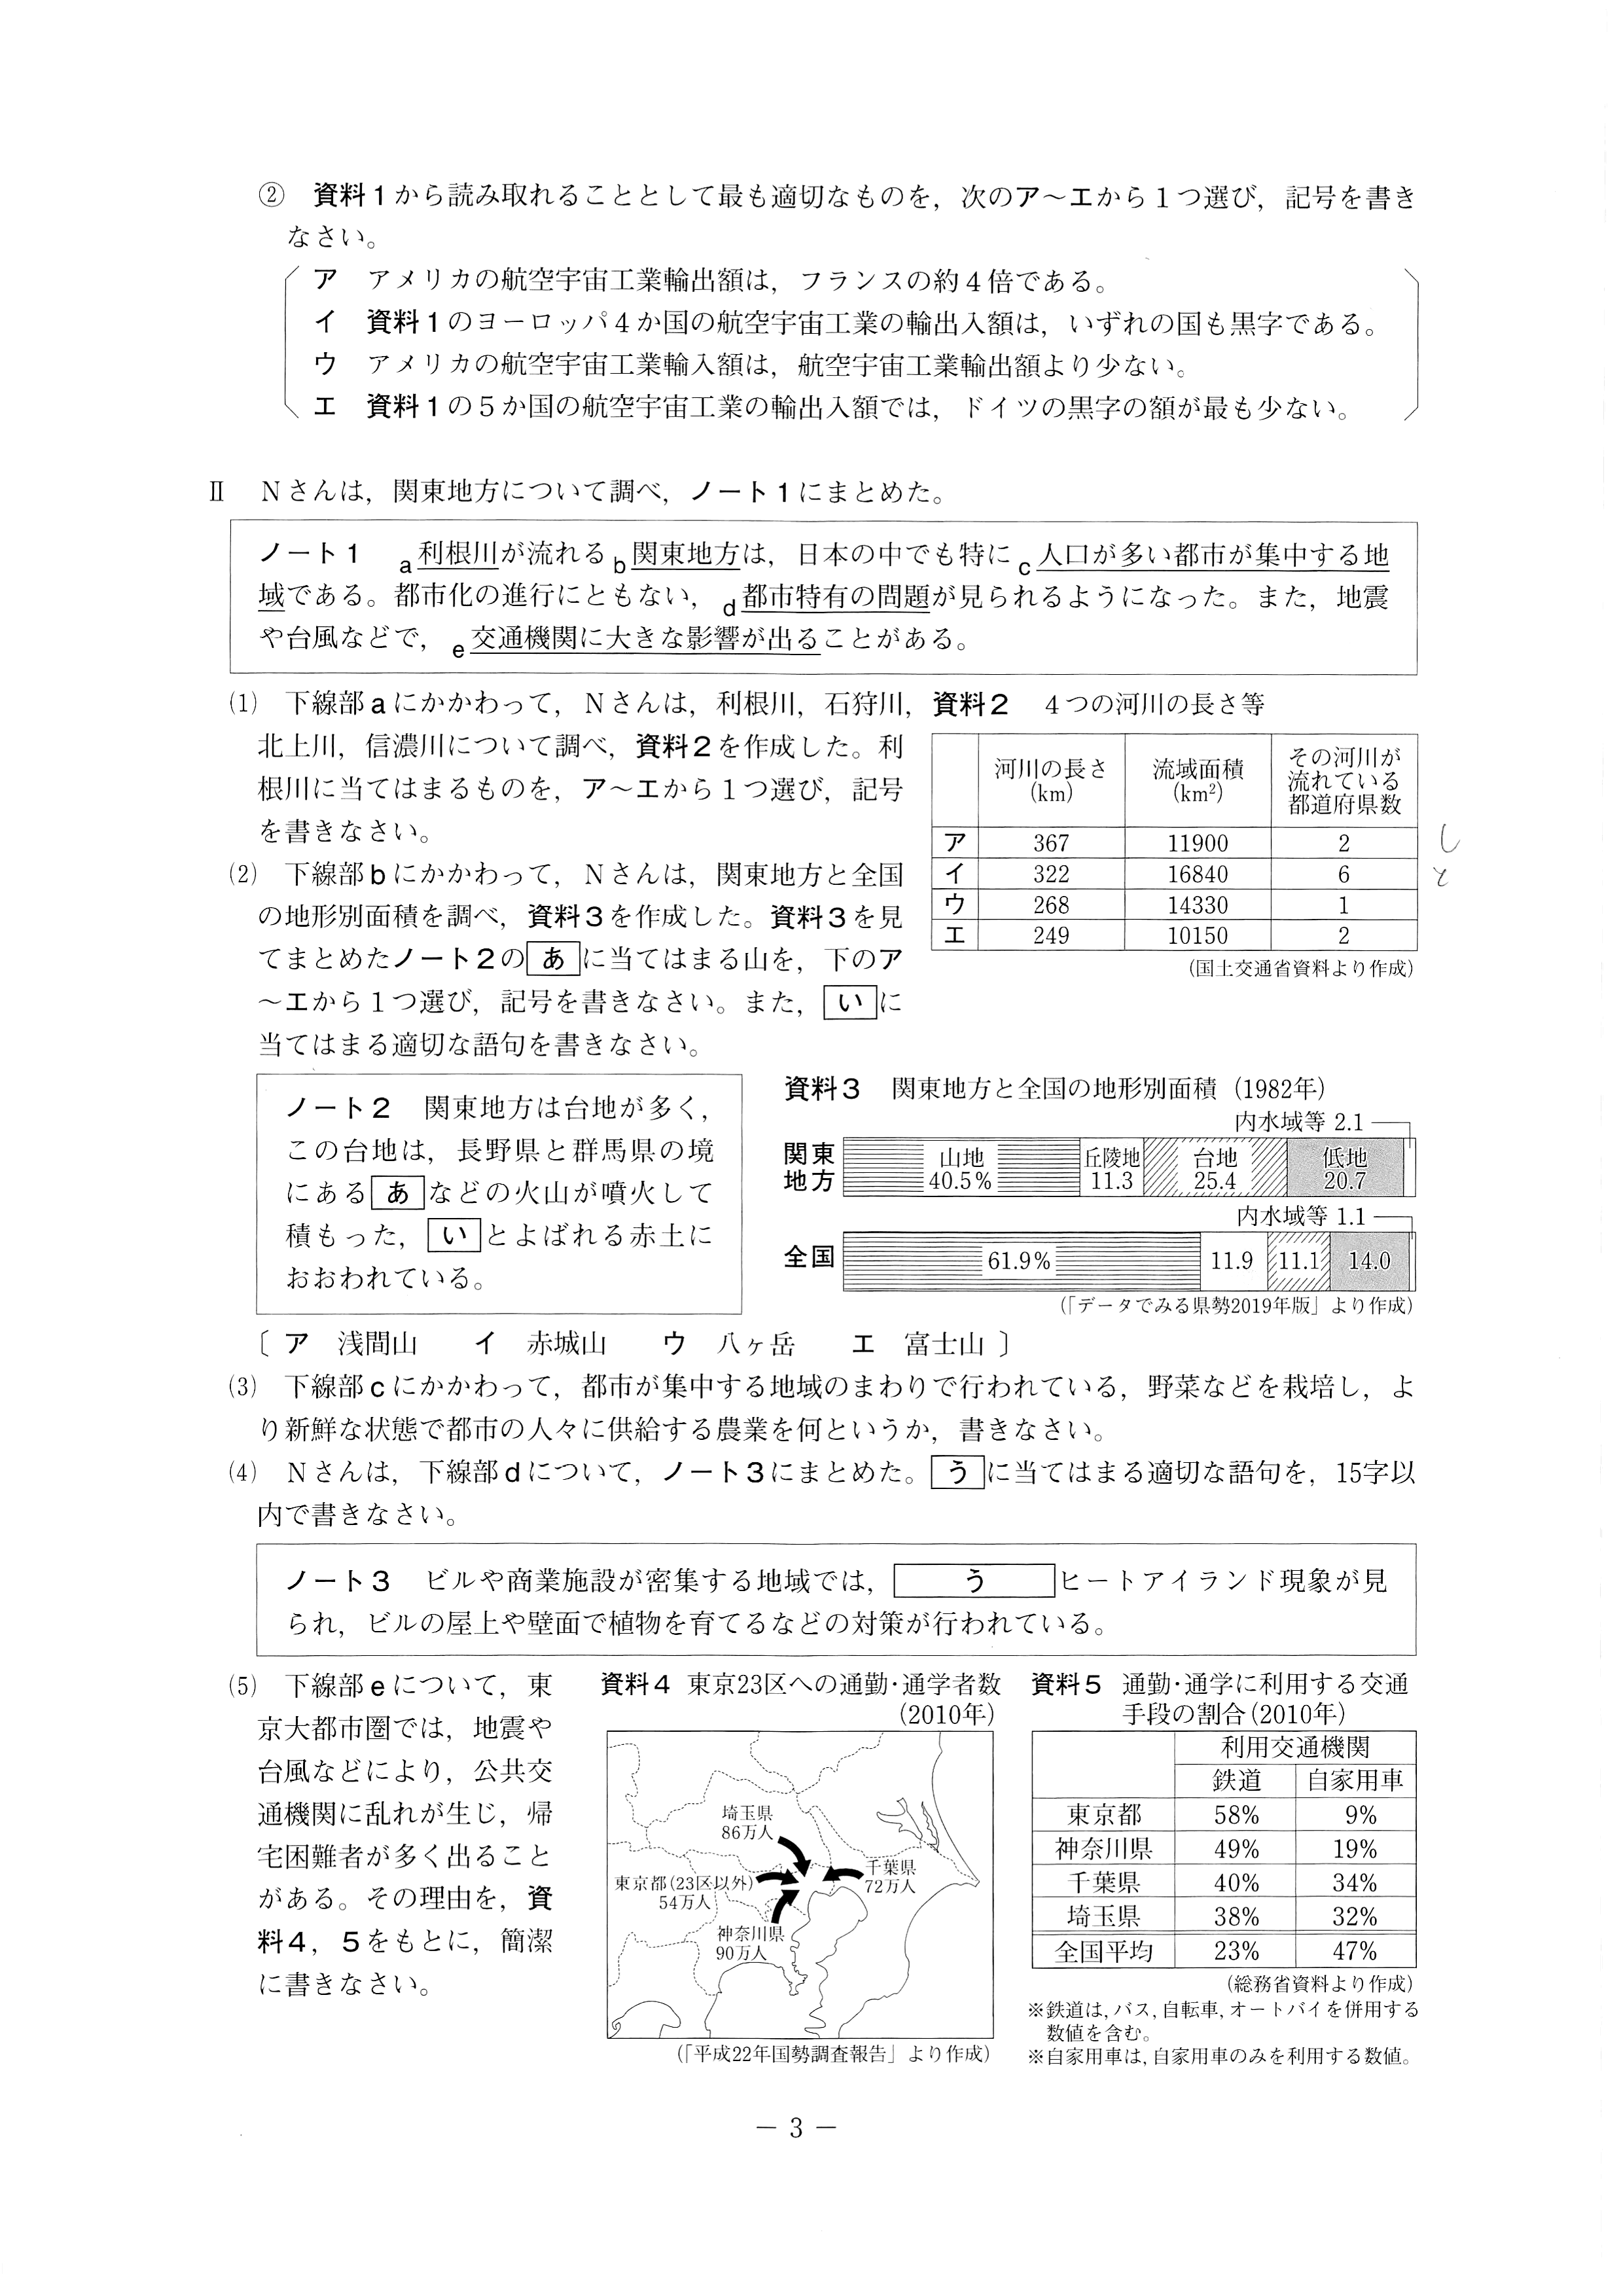 ② 資料1から読み取れることとして最も適切なものを，次のア～エから1つ選び，記号を書き
なさい。
ア アメリカの航空宇宙工業輸出額は，フランスの約4倍である。
イ 資料1のヨーロッパ4か国の航空宇宙工業の輸出入額は，いずれの国も黒字である。
ウ アメリカの航空宇宙工業輸入額は，航空宇宙工業輸出額より少ない。
エ 資料1の5か国の航空宇宙工業の輸出入額では，ドイツの黒字の額が最も少ない。
Ⅱ Nさんは，関東地方について調べ，ノート1にまとめた。
ノート1 a利根川が流れるb関東地方は，日本の中でも特にc人口が多い都市が集中する地
域である。都市化の進行にともない，d都市特有の問題が見られるようになった。また，地震
や台風などで，e交通機関に大きな影響が出ることがある。
(1) 下線部aにかかわって，Nさんは，利根川，石狩川，
北上川，信濃川について調べ，資料2を作成した。利
根川に当てはまるものを，ア～エから1つ選び，記号
を書きなさい。
資料2 4つの河川の長さ等
河川の長さ(km) 流域面積(km²) その河川が流れている都道府県数
ア 367 11900 2 し
イ 322 16840 6 と
ウ 268 14330 1
エ 249 10150 2
(国土交通省資料より作成)
(2) 下線部bにかかわって，Nさんは，関東地方と全国
の地形別面積を調べ，資料3を作成した。資料3を見
てまとめたノート2のあに当てはまる山を，下のア
～エから1つ選び，記号を書きなさい。また，いに
当てはまる適切な語句を書きなさい。
ノート2 関東地方は台地が多く，
この台地は，長野県と群馬県の境
にあるあなどの火山が噴火して
積もった，いとよばれる赤土に
おおわれている。
資料3 関東地方と全国の地形別面積（1982年）
内水域等 2.1
関東地方 山地40.5% 丘陵地11.3 台地25.4 低地20.7
内水域等 1.1
全国 61.9% 11.9 11.1 14.0
(「データでみる県勢2019年版」より作成)
〔ア 浅間山 イ 赤城山 ウ 八ヶ岳 エ 富士山〕
(3) 下線部cにかかわって，都市が集中する地域のまわりで行われている，野菜などを栽培し，よ
り新鮮な状態で都市の人々に供給する農業を何というか，書きなさい。
(4) Nさんは，下線部dについて，ノート3にまとめた。うに当てはまる適切な語句を，15字以
内で書きなさい。
ノート3 ビルや商業施設が密集する地域では，うヒートアイランド現象が見
られ，ビルの屋上や壁面で植物を育てるなどの対策が行われている。
(5) 下線部eについて，東
京大都市圏では，地震や
台風などにより，公共交
通機関に乱れが生じ，帰
宅困難者が多く出ること
がある。その理由を，資
料4，5をもとに，簡潔
に書きなさい。
資料4 東京23区への通勤・通学者数
(2010年)
埼玉県
86万人
千葉県
72万人
東京都(23区以外)
54万人
神奈川県
90万人
(「平成22年国勢調査報告」より作成)
資料5 通勤・通学に利用する交通
手段の割合(2010年)
利用交通機関
鉄道 自家用車
東京都 58% 9%
神奈川県 49% 19%
千葉県 40% 34%
埼玉県 38% 32%
全国平均 23% 47%
(総務省資料より作成)
※鉄道は，バス，自転車，オートバイを併用する
数値を含む。
※自家用車は，自家用車のみを利用する数値。
― 3 ―